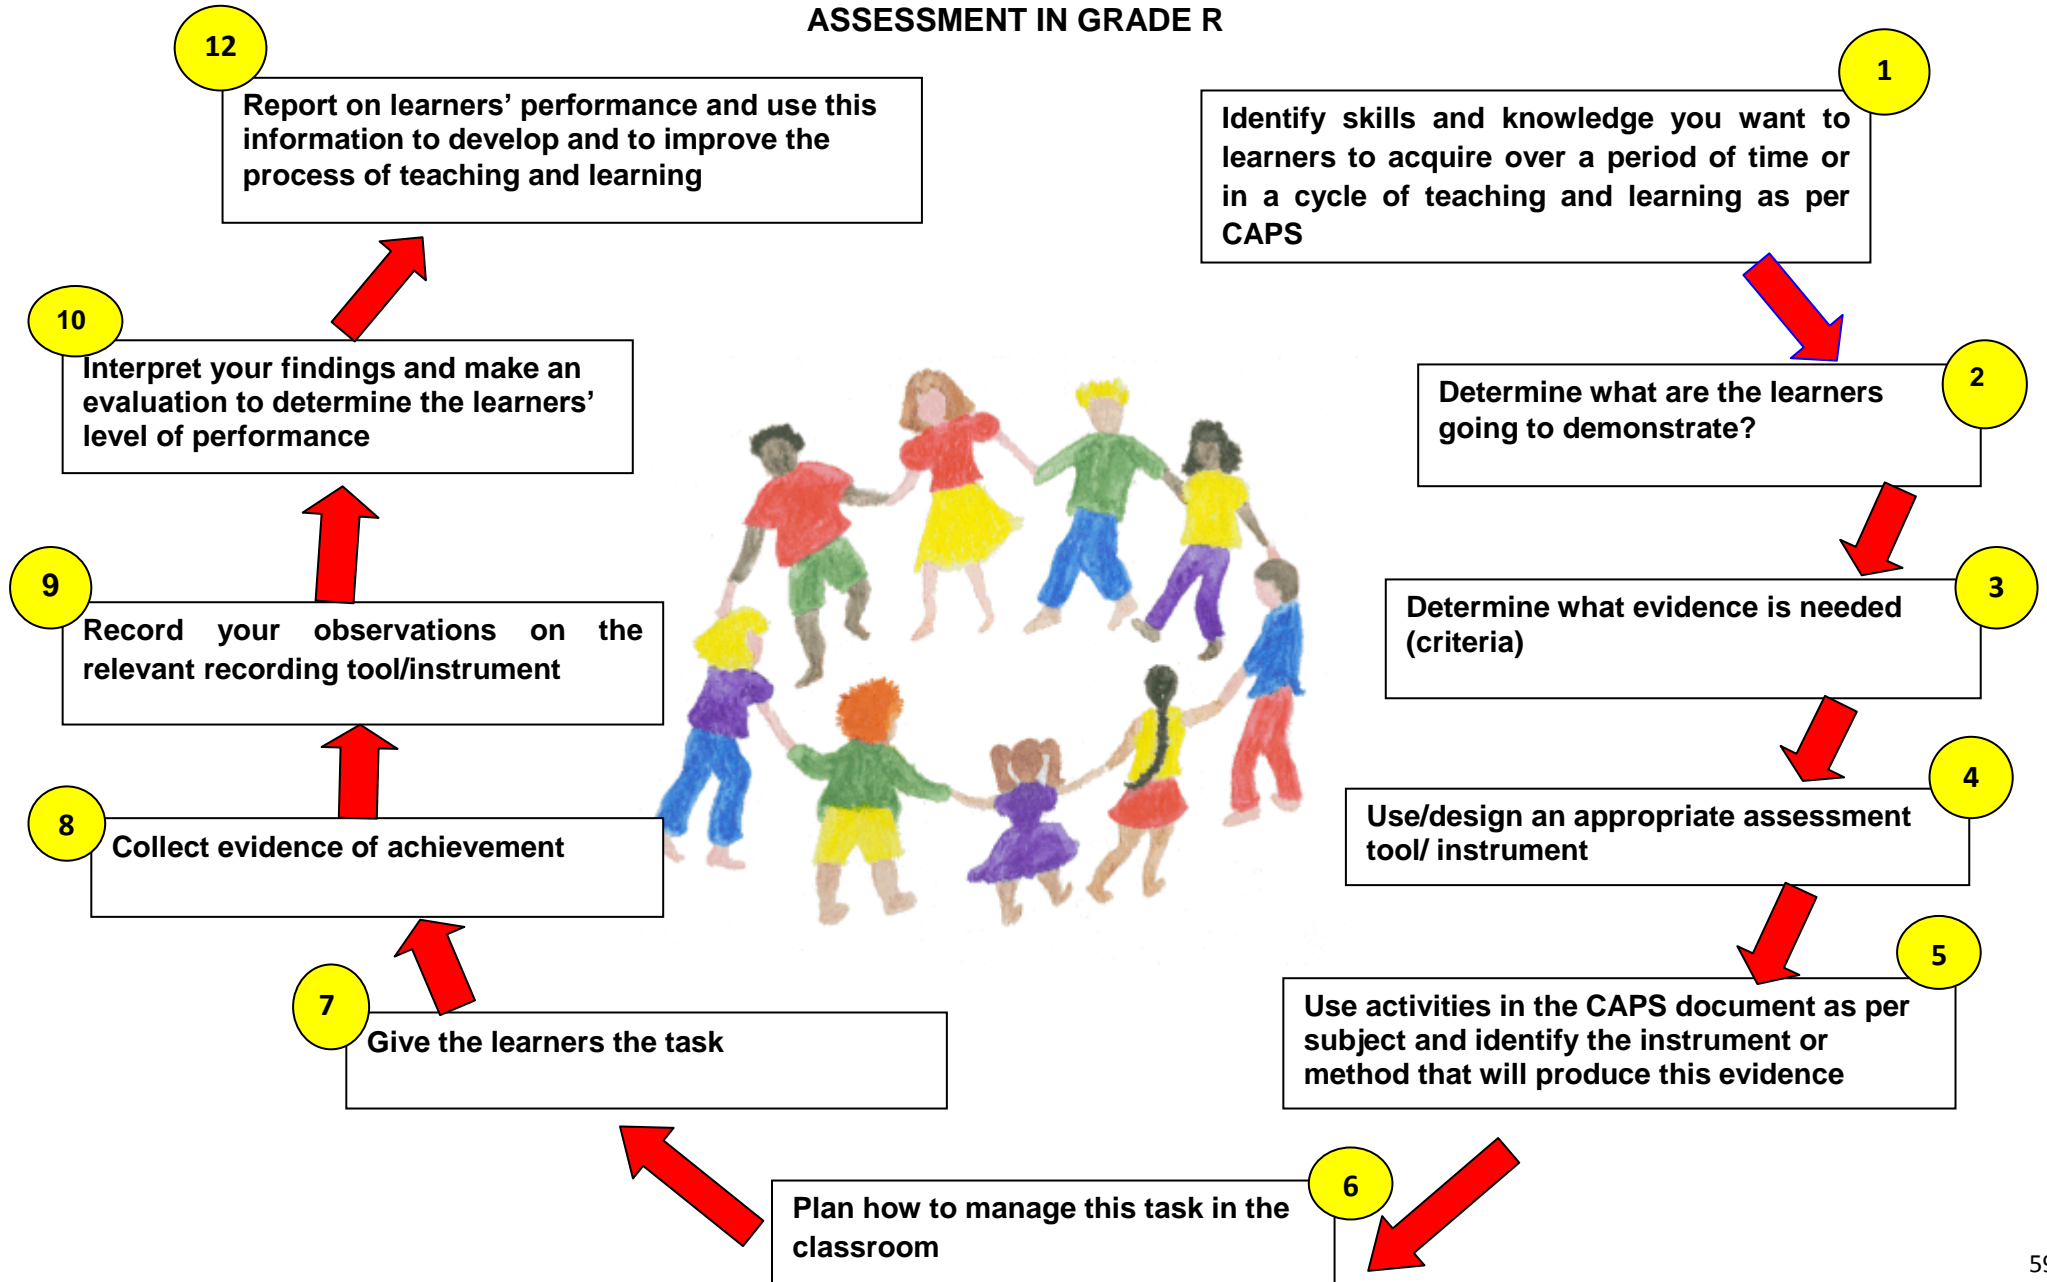 ASSESSMENT IN GRADE R
1
Identify skills and knowledge you want to
learners to acquire over a period of time or
in a cycle of teaching and learning as per
CAPS
2
Determine what are the learners
going to demonstrate?
3
Determine what evidence is needed
(criteria)
4
Use/design an appropriate assessment
tool/ instrument
5
Use activities in the CAPS document as per
subject and identify the instrument or
method that will produce this evidence
6
Plan how to manage this task in the
classroom
7
Give the learners the task
8
Collect evidence of achievement
9
Record your observations on the
relevant recording tool/instrument
10
Interpret your findings and make an
evaluation to determine the learners’
level of performance
12
Report on learners’ performance and use this
information to develop and to improve the
process of teaching and learning
59